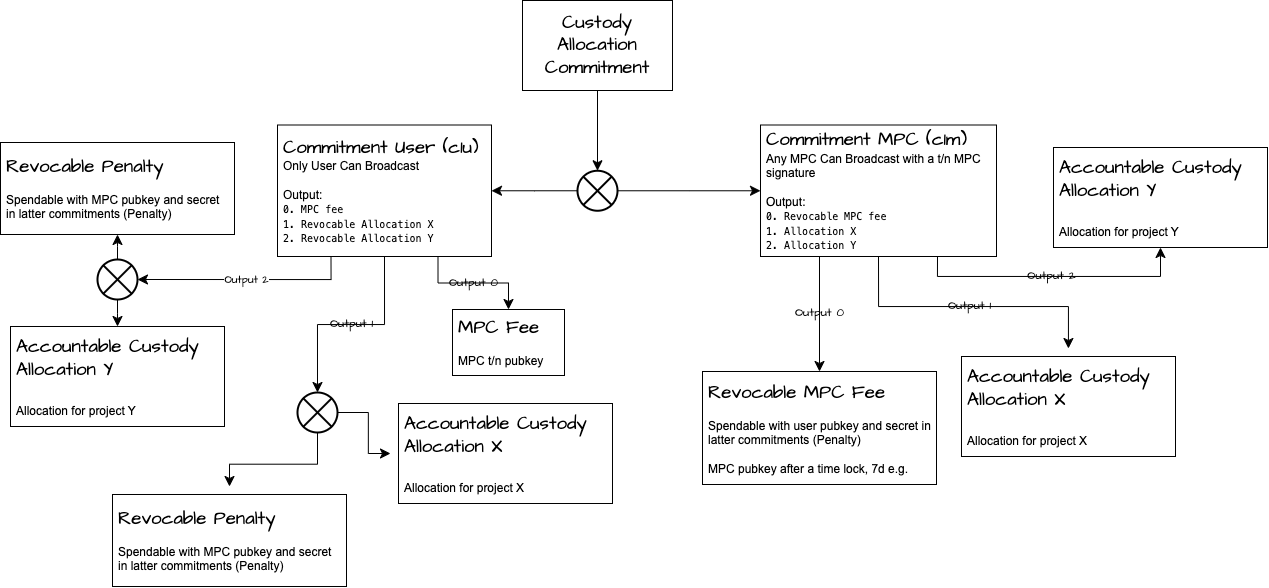 Custody
Allocation
Commitment
Commitment User (c1u)
Only User Can Broadcast
Output:
0. MPC fee
1. Revocable Allocation X
2. Revocable Allocation Y
Commitment MPC (c1m)
Any MPC Can Broadcast with a t/n MPC
signature
Output:
0. Revocable MPC fee
1. Allocation X
2. Allocation Y
Revocable Penalty
Spendable with MPC pubkey and secret
in latter commitments (Penalty)
Accountable Custody
Allocation Y
Allocation for project Y
Output 2
Output 0
Output 1
Output 2
Output 1
Output 0
MPC Fee
MPC t/n pubkey
Accountable Custody
Allocation Y
Allocation for project Y
Accountable Custody
Allocation X
Allocation for project X
Revocable MPC Fee
Spendable with user pubkey and secret in
latter commitments (Penalty)
MPC pubkey after a time lock, 7d e.g.
Accountable Custody
Allocation X
Allocation for project X
Revocable Penalty
Spendable with MPC pubkey and secret
in latter commitments (Penalty)